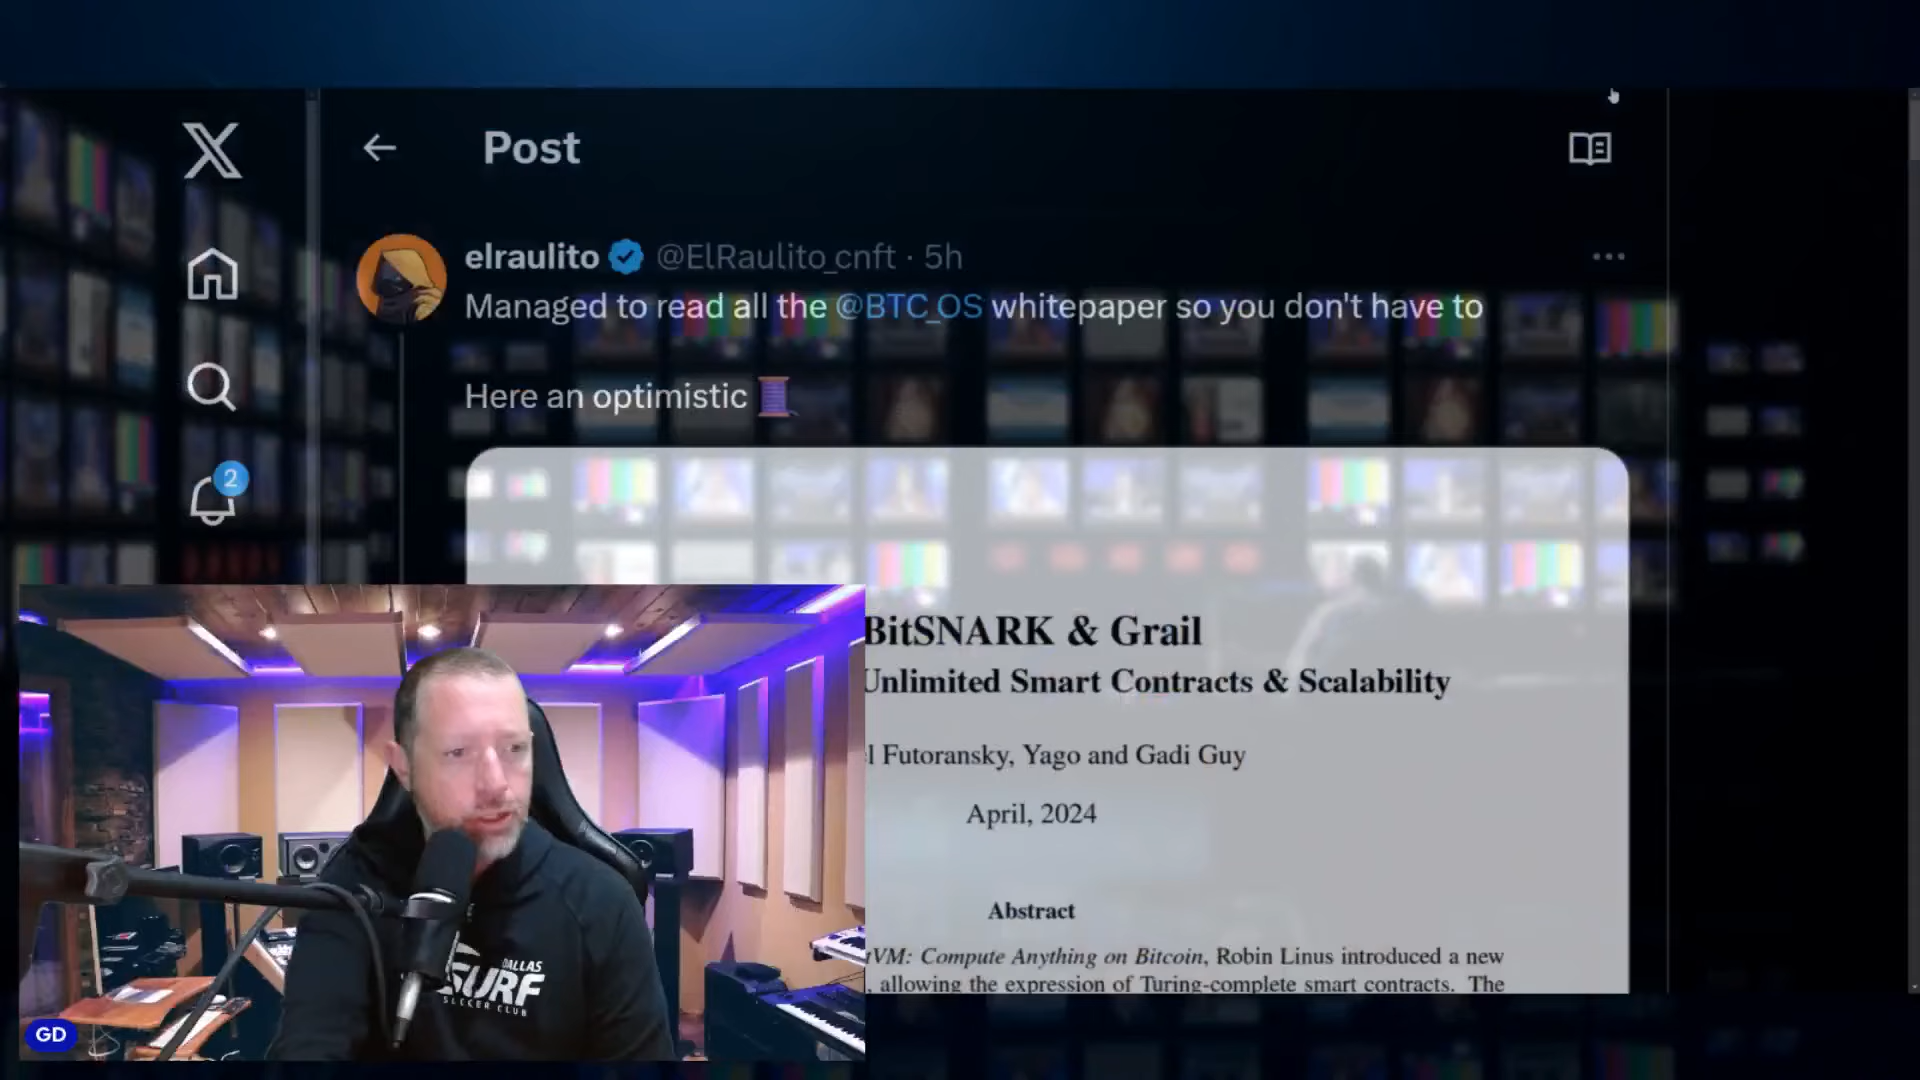 Post
elraulito @ElRaulito_cnft · 5h
Managed to read all the @BTC_OS whitepaper so you don't have to
Here an optimistic
2
BitSNARK & Grail
Unlimited Smart Contracts & Scalability
Futoransky, Yago and Gadi Guy
April, 2024
Abstract
VM: Compute Anything on Bitcoin, Robin Linus introduced a new
, allowing the expression of Turing-complete smart contracts. The
DALLAS
SURF
SOCCER CLUB
GD